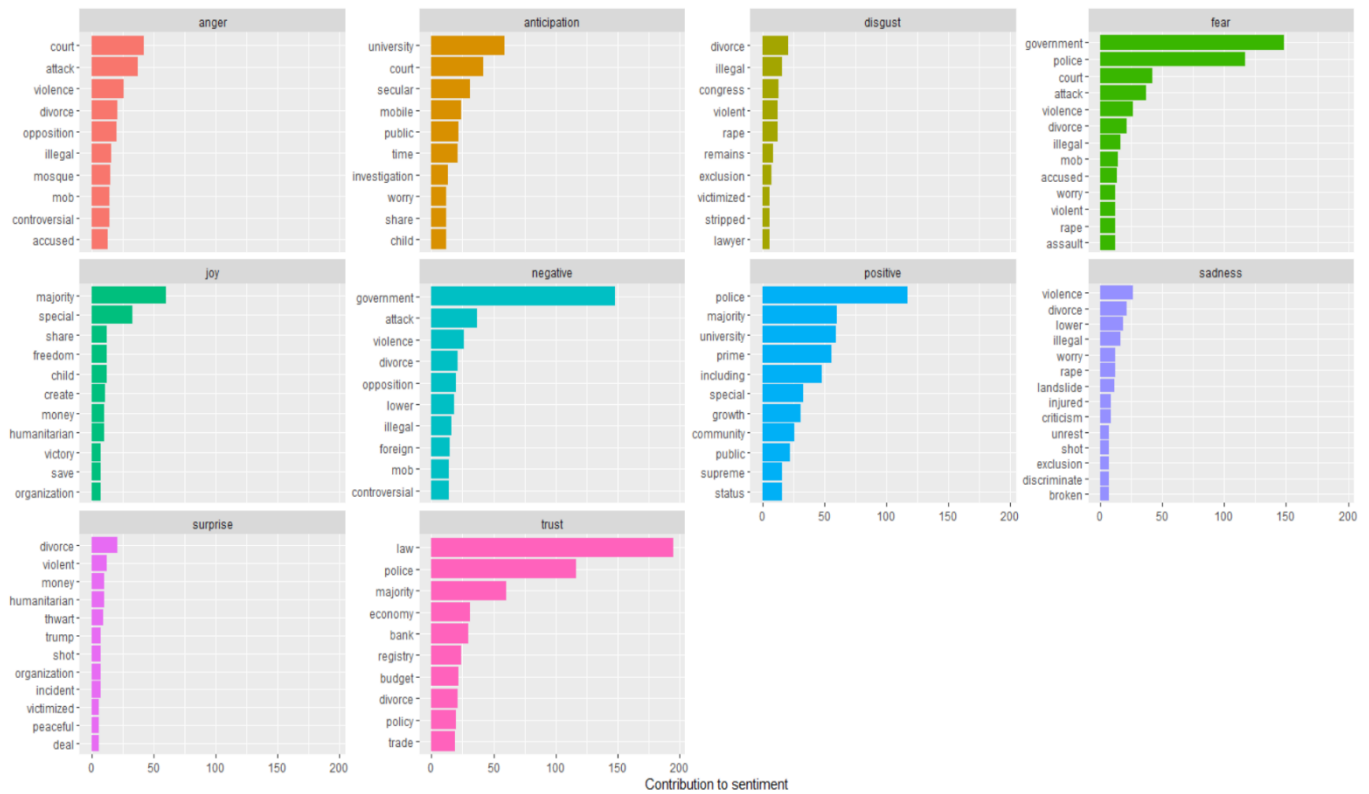 anger
court
attack
violence
divorce
opposition
illegal
mosque
mob
controversial
accused
anticipation
university
court
secular
mobile
public
time
investigation
worry
share
child
disgust
divorce
illegal
congress
violent
rape
remains
exclusion
victimized
stripped
lawyer
fear
government
police
court
attack
violence
divorce
illegal
mob
accused
worry
violent
rape
assault
joy
majority
special
share
freedom
child
create
money
humanitarian
victory
save
organization
negative
government
attack
violence
divorce
opposition
lower
illegal
foreign
mob
controversial
positive
police
majority
university
prime
including
special
growth
community
public
supreme
status
0 50 100 150 200
sadness
violence
divorce
lower
illegal
worry
rape
landslide
injured
criticism
unrest
shot
exclusion
discriminate
broken
0 50 100 150 200
surprise
divorce
violent
money
humanitarian
thwart
trump
shot
organization
incident
victimized
peaceful
deal
0 50 100 150 200
trust
law
police
majority
economy
bank
registry
budget
divorce
policy
trade
0 50 100 150 200
Contribution to sentiment